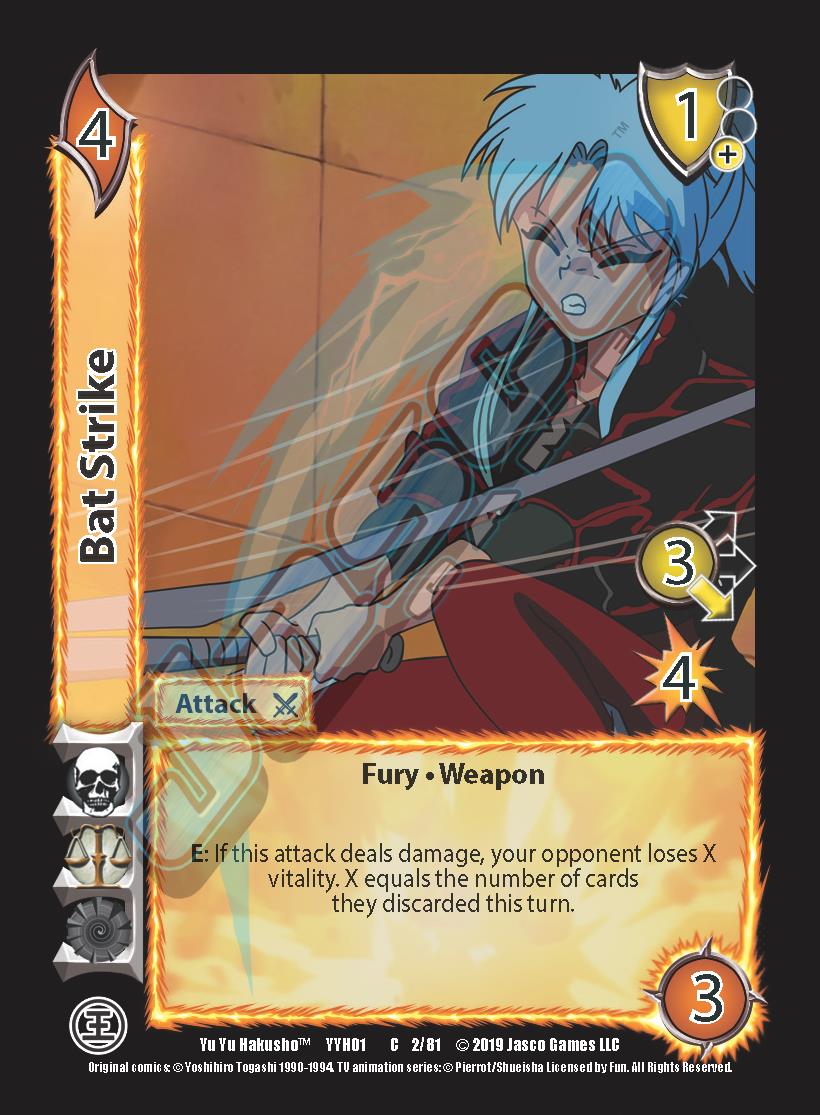 4
1
+
TM
Bat Strike
3
4
Attack
Fury • Weapon
E: If this attack deals damage, your opponent loses X
vitality. X equals the number of cards
they discarded this turn.
3
Yu Yu Hakusho™ YYH01 C 2/81 © 2019 Jasco Games LLC
Original comics: © Yoshihiro Togashi 1990-1994. TV animation series: © Pierrot/Shueisha Licensed by Fun. All Rights Reserved.